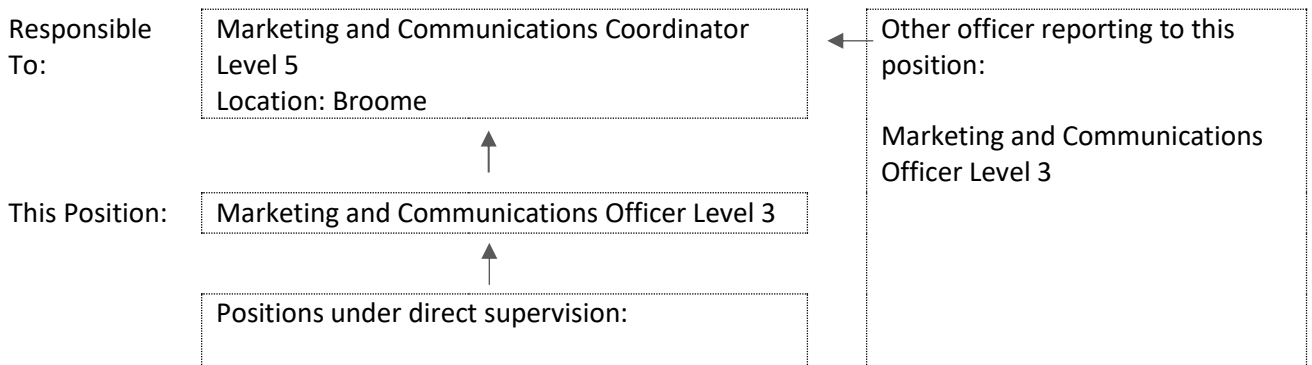 Responsible
To:
Marketing and Communications Coordinator
Level 5
Location: Broome
Other officer reporting to this
position:
Marketing and Communications
Officer Level 3
This Position:
Marketing and Communications Officer Level 3
Positions under direct supervision: